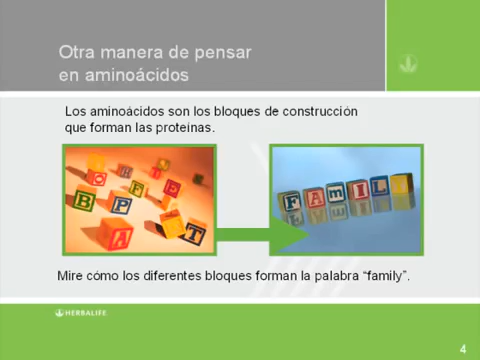 Otra manera de pensar
en aminoácidos
Los aminoácidos son los bloques de construcción
que forman las proteínas.
B P A T F E
FAmILY
Mire cómo los diferentes bloques forman la palabra “family”.
HERBALIFE
4